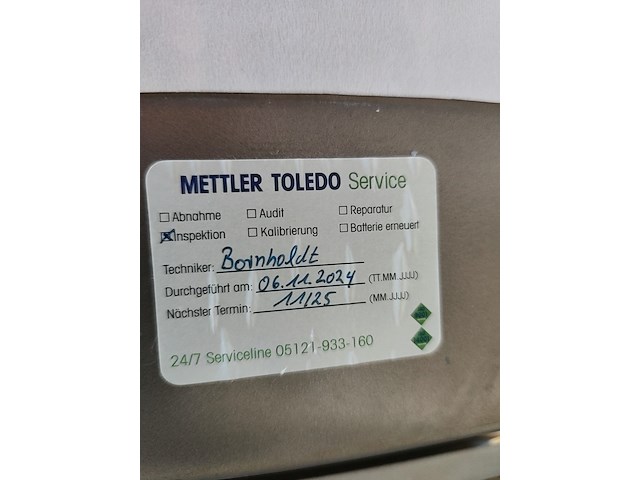 METTLER TOLEDO Service
☐ Abnahme ☐ Audit ☐ Reparatur
☒ Inspektion ☐ Kalibrierung ☐ Batterie erneuert
Techniker: Bornholdt
Durchgeführt am: 06.11.2024 (TT.MM.JJJJ)
Nächster Termin: 11/25 (MM.JJJJ)
24/7 Serviceline 05121-933-160